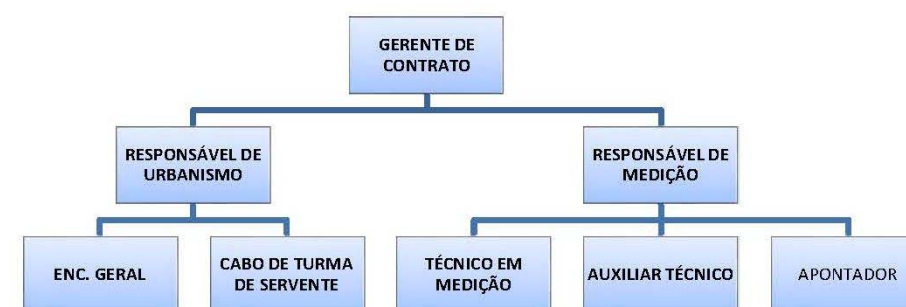 GERENTE DE
CONTRATO
RESPONSÁVEL DE
URBANISMO
RESPONSÁVEL DE
MEDIÇÃO
ENC. GERAL
CABO DE TURMA
DE SERVENTE
TÉCNICO EM
MEDIÇÃO
AUXILIAR TÉCNICO
APONTADOR